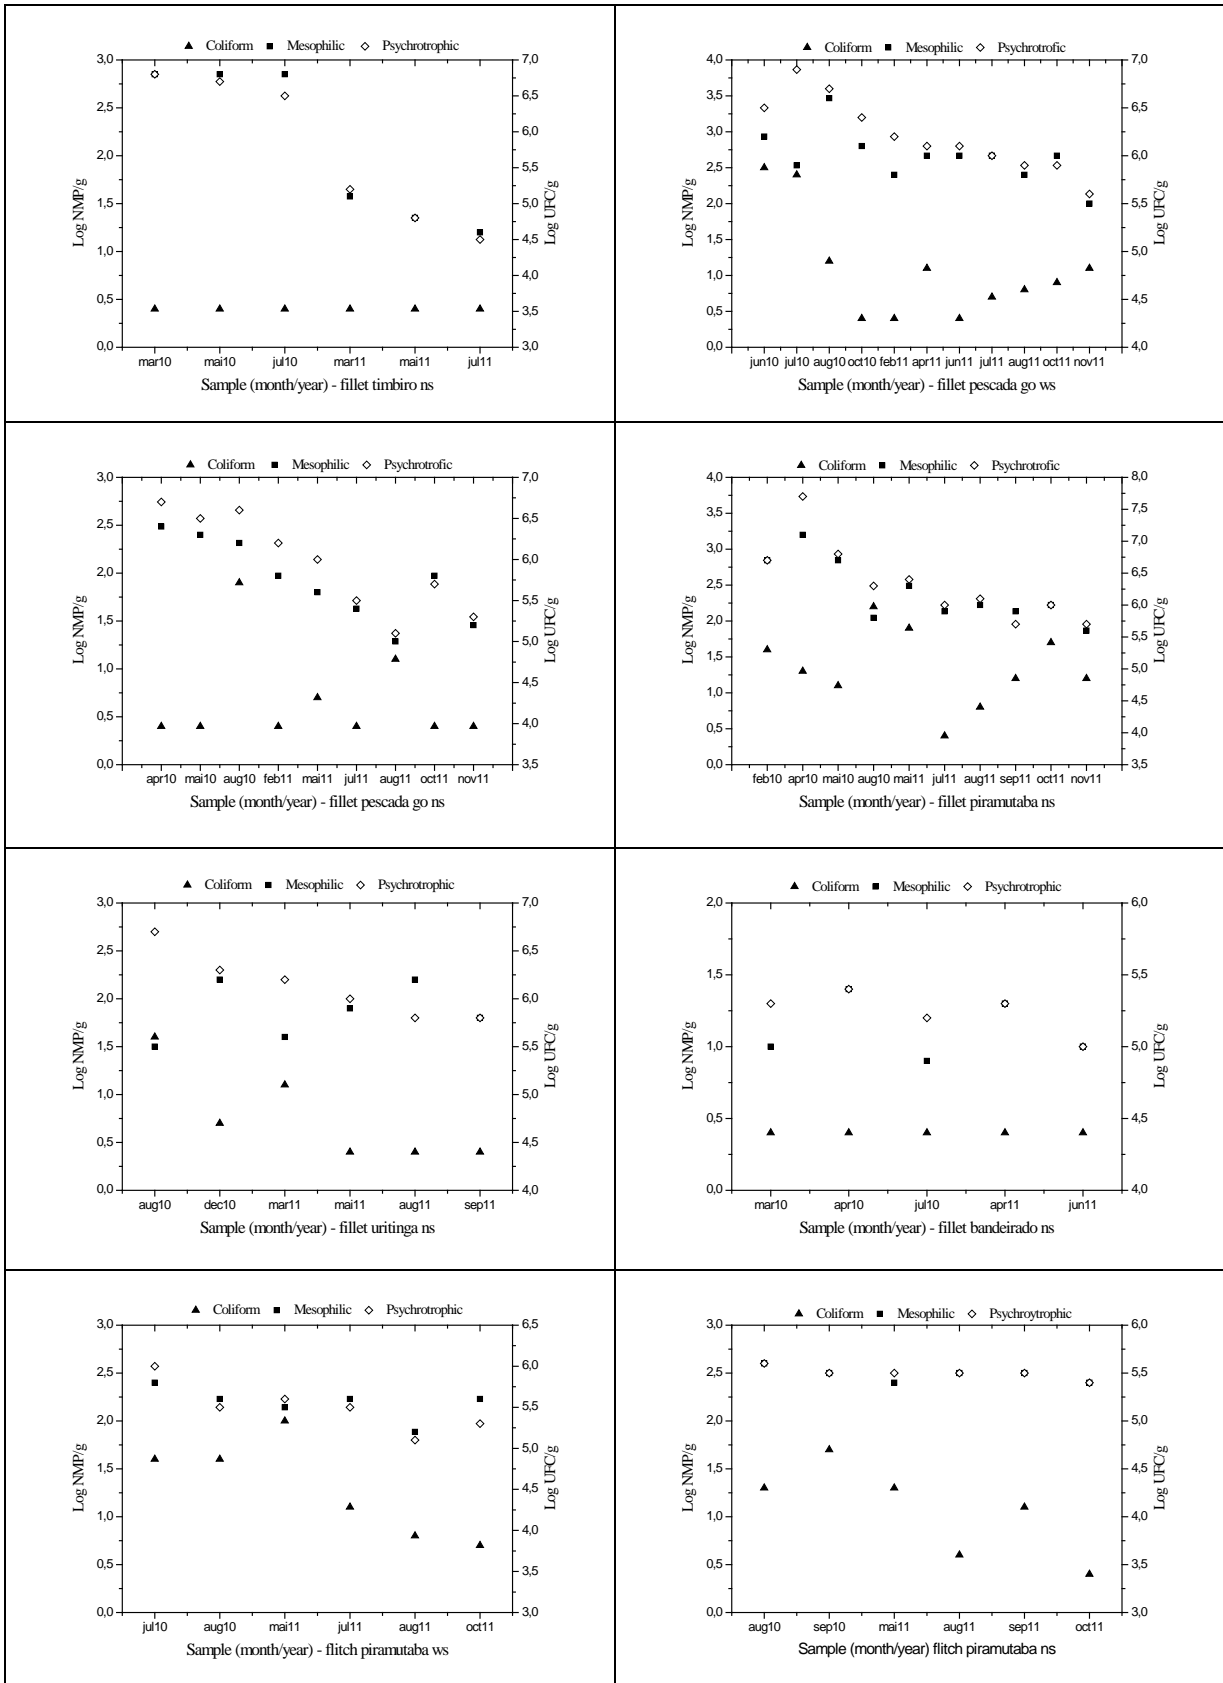 Coliform Mesophilic Psychrotrophic
3,0 7,0
2,5 6,5
2,0 6,0
1,5 5,5
1,0 5,0
0,5 4,5
0,0 4,0
3,5
3,0
Log NMP/g
Log UFC/g
mar10 mai10 jul10 mar11 mai11 jul11
Sample (month/year) - fillet timbiro ns
Coliform Mesophilic Psychrotrofic
4,0 7,0
3,5 6,5
3,0 6,0
2,5 5,5
2,0 5,0
1,5 4,5
1,0 4,0
0,5
0,0
Log NMP/g
Log UFC/g
jun10 jul10 aug10 oct10 feb11 apr11 jun11 jul11 aug11 oct11 nov11
Sample (month/year) - fillet pescada go ws
Coliform Mesophilic Psychrotrofic
3,0 7,0
2,5 6,5
2,0 6,0
1,5 5,5
1,0 5,0
0,5 4,5
0,0 4,0
3,5
Log NMP/g
Log UFC/g
apr10 mai10 aug10 feb11 mai11 jul11 aug11 oct11 nov11
Sample (month/year) - fillet pescada go ns
Coliform Mesophilic Psychrotrofic
4,0 8,0
3,5 7,5
3,0 7,0
2,5 6,5
2,0 6,0
1,5 5,5
1,0 5,0
0,5 4,5
0,0 4,0
3,5
Log NMP/g
Log UFC/g
feb10 apr10 mai10 aug10 mai11 jul11 aug11 sep11 oct11 nov11
Sample (month/year) - fillet piramutaba ns
Coliform Mesophilic Psychrotrophic
3,0 7,0
2,5 6,5
2,0 6,0
1,5 5,5
1,0 5,0
0,5 4,5
0,0 4,0
Log NMP/g
Log UFC/g
aug10 dec10 mar11 mai11 aug11 sep11
Sample (month/year) - fillet uritinga ns
Coliform Mesophilic Psychrotrophic
2,0 6,0
1,5 5,5
1,0 5,0
0,5 4,5
0,0 4,0
Log NMP/g
Log UFC/g
mar10 apr10 jul10 apr11 jun11
Sample (month/year) - fillet bandeirado ns
Coliform Mesophilic Psychrotrophic
3,0 6,5
2,5 6,0
2,0 5,5
1,5 5,0
1,0 4,5
0,5 4,0
0,0 3,5
3,0
Log NMP/g
Log UFC/g
jul10 aug10 mai11 jul11 aug11 oct11
Sample (month/year) - flitch piramutaba ws
Coliform Mesophilic Psychroytrophic
3,0 6,0
2,5 5,5
2,0 5,0
1,5 4,5
1,0 4,0
0,5 3,5
0,0 3,0
Log NMP/g
Log UFC/g
aug10 sep10 mai11 aug11 sep11 oct11
Sample (month/year) flitch piramutaba ns